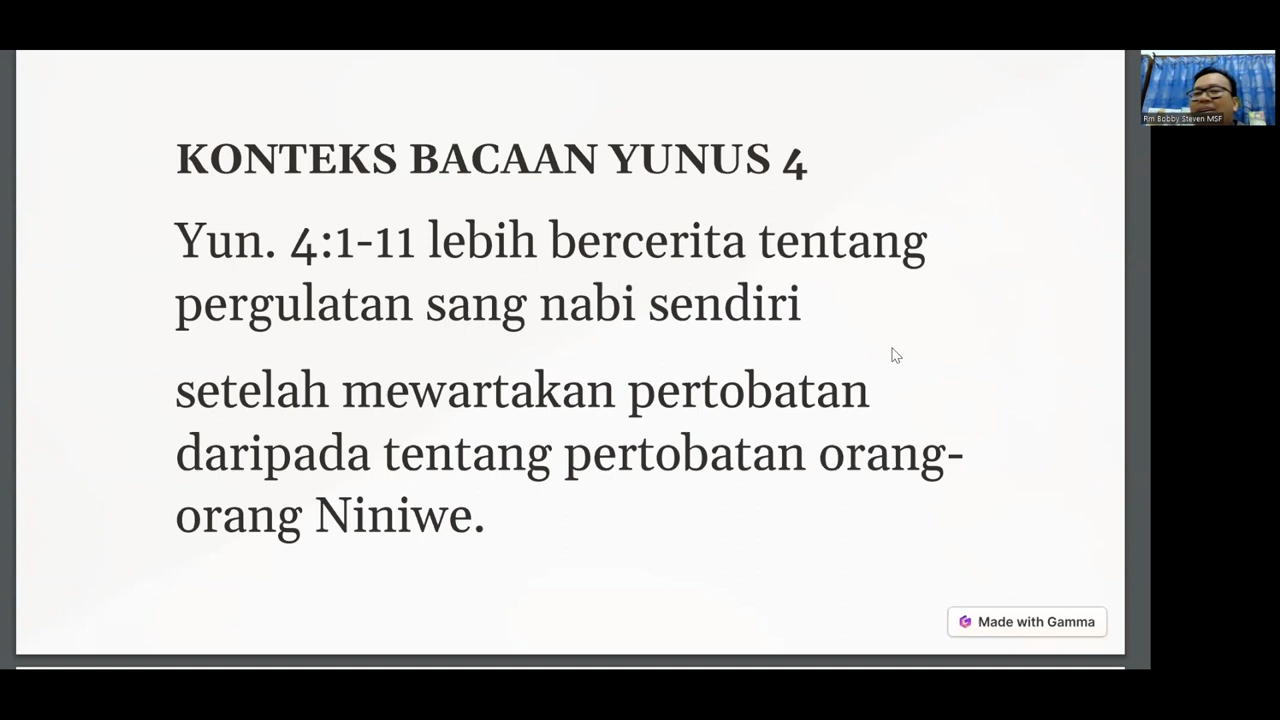 KONTEKS BACAAN YUNUS 4
Yun. 4:1-11 lebih bercerita tentang
pergulatan sang nabi sendiri
setelah mewartakan pertobatan
daripada tentang pertobatan orang-
orang Niniwe.
Made with Gamma
Rm Bobby Steven MSF